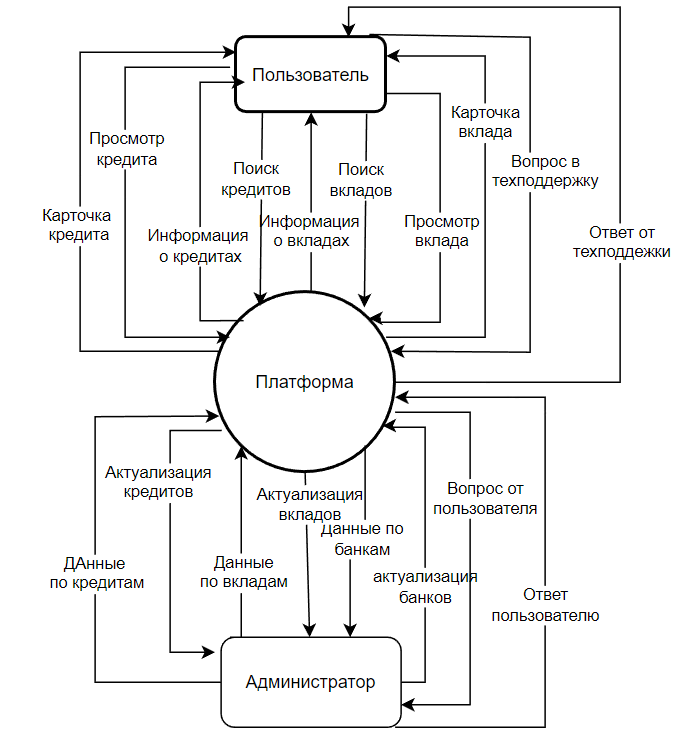 Пользователь
Просмотр
кредита
Карточка
кредита
Информация
о кредитах
Поиск
кредитов
Информация
о вкладах
Поиск
вкладов
Карточка
вклада
Просмотр
вклада
Вопрос в
техподдержку
Ответ от
техподдежки
Платформа
Актуализация
кредитов
ДАнные
по кредитам
Данные
по вкладам
Актуализация
вкладов
Данные по
банкам
актуализация
банков
Вопрос от
пользователя
Ответ
пользователю
Администратор